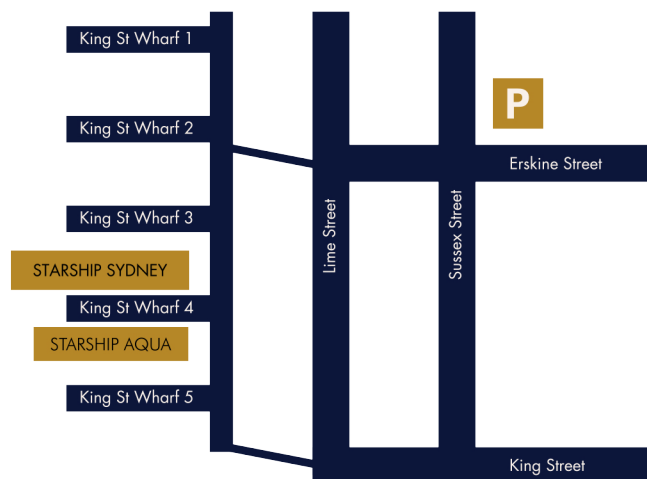 King St Wharf 1
P
King St Wharf 2
Erskine Street
King St Wharf 3
Lime Street
Sussex Street
STARSHIP SYDNEY
King St Wharf 4
STARSHIP AQUA
King St Wharf 5
King Street